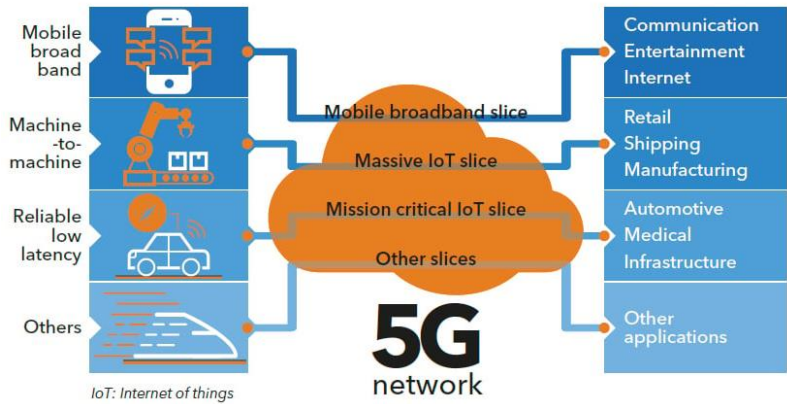 Mobile
broad
band
Machine
-to-
machine
Reliable
low
latency
Others
IoT: Internet of things
Mobile broadband slice
Massive IoT slice
Mission critical IoT slice
Other slices
5G
network
Communication
Entertainment
Internet
Retail
Shipping
Manufacturing
Automotive
Medical
Infrastructure
Other
applications